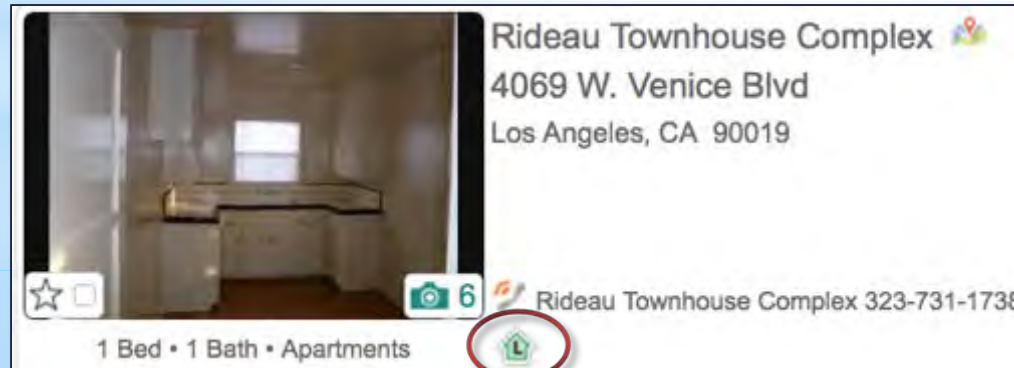 Rideau Townhouse Complex
4069 W. Venice Blvd
Los Angeles, CA 90019
6
Rideau Townhouse Complex 323-731-1738
1 Bed • 1 Bath • Apartments
L